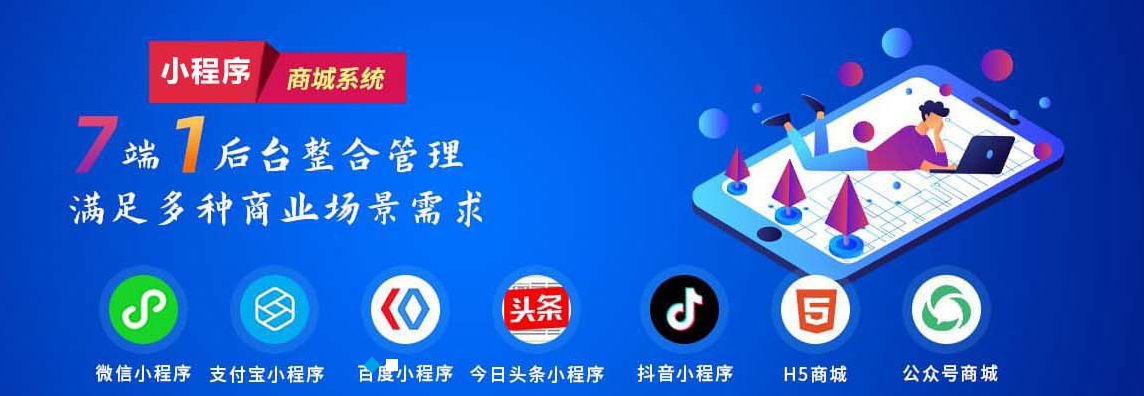 小程序
商城系统
7端1后台整合管理
满足多种商业场景需求
头条
5
微信小程序 支付宝小程序 百度小程序 今日头条小程序 抖音小程序 H5商城 公众号商城